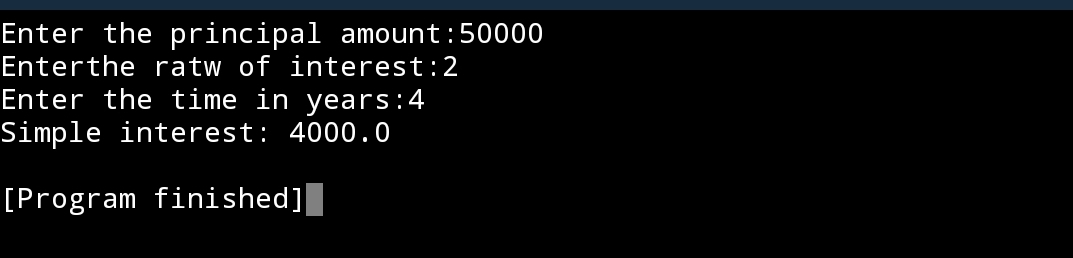 Enter the principal amount:50000
Enterthe ratw of interest:2
Enter the time in years:4
Simple interest: 4000.0
[Program finished]